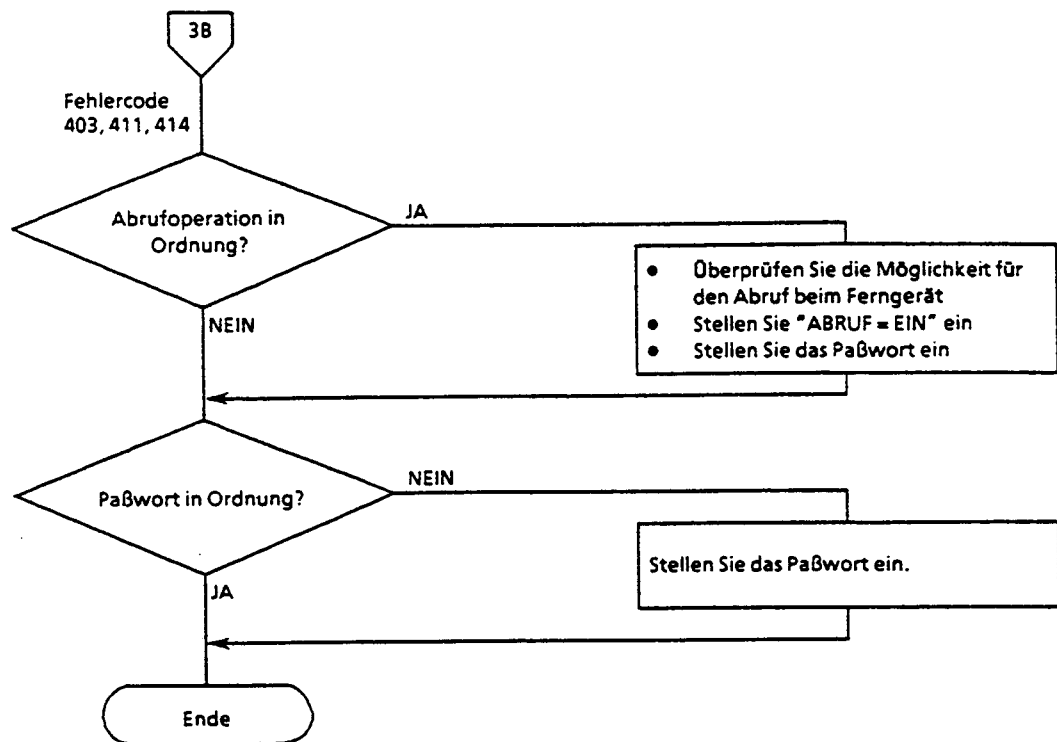 3B
Fehlercode
403, 411, 414
Abrufoperation in
Ordnung?
JA
• Überprüfen Sie die Möglichkeit für
den Abruf beim Ferngerät
• Stellen Sie "ABRUF = EIN" ein
• Stellen Sie das Paßwort ein
NEIN
Paßwort in Ordnung?
NEIN
Stellen Sie das Paßwort ein.
JA
Ende